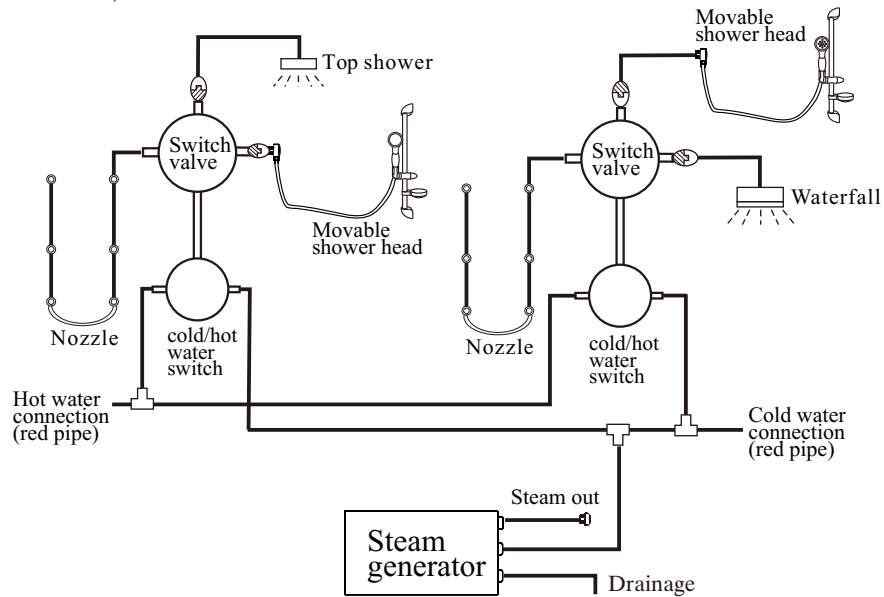 Movable
shower head
Top shower
Switch
valve
Switch
valve
Waterfall
Movable
shower head
Nozzle
cold/hot
water
switch
Nozzle
cold/hot
water
switch
Hot water
connection
(red pipe)
Cold water
connection
(red pipe)
Steam out
Steam
generator
Drainage